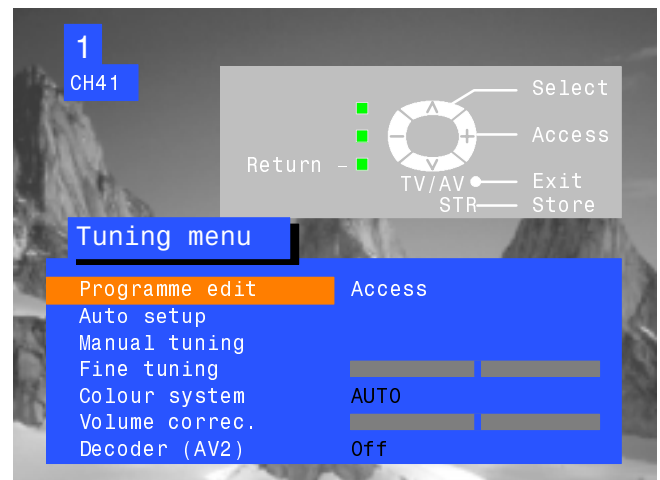 1
CH41
Select
Access
Return
TV/AV Exit
STR Store
Tuning menu
Programme edit Access
Auto setup
Manual tuning
Fine tuning
Colour system AUTO
Volume correc.
Decoder (AV2) Off